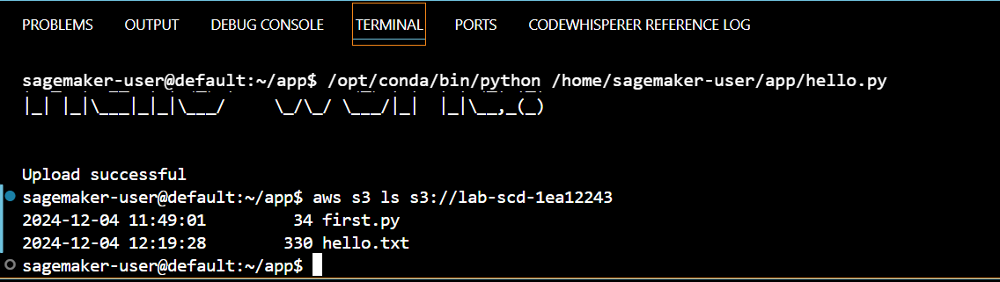 PROBLEMS OUTPUT DEBUG CONSOLE TERMINAL PORTS CODEWHISPERER REFERENCE LOG
sagemaker-user@default:~/app$ /opt/conda/bin/python /home/sagemaker-user/app/hello.py
|_| |_|\___|_|_|\___/    \_/\_/ \___/|_|  |_|\__,_(_)
Upload successful
sagemaker-user@default:~/app$ aws s3 ls s3://lab-scd-1ea12243
2024-12-04 11:49:01         34 first.py
2024-12-04 12:19:28        330 hello.txt
sagemaker-user@default:~/app$